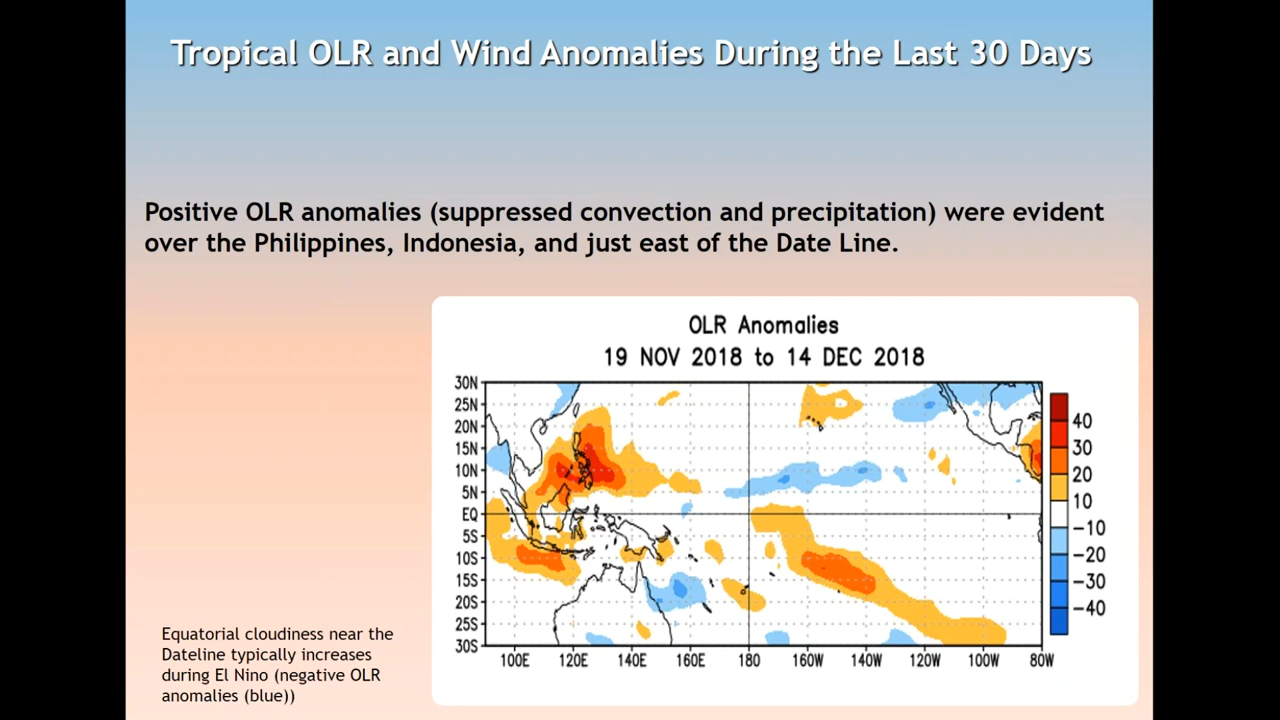 Tropical OLR and Wind Anomalies During the Last 30 Days
Positive OLR anomalies (suppressed convection and precipitation) were evident
over the Philippines, Indonesia, and just east of the Date Line.
OLR Anomalies
19 NOV 2018 to 14 DEC 2018
30N
25N
20N
15N
10N
5N
EQ
5S
10S
15S
20S
25S
30S
100E 120E 140E 160E 180 160W 140W 120W 100W 80W
40
30
20
10
-10
-20
-30
-40
Equatorial cloudiness near the
Dateline typically increases
during El Nino (negative OLR
anomalies (blue))